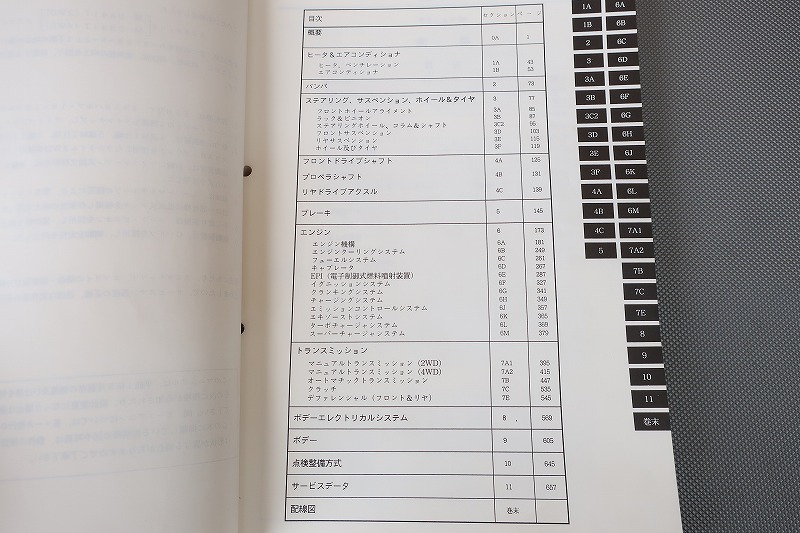 目次 セクション ページ
概要 0A 1
ヒータ＆エアコンディショナ
ヒータ、ベンチレーション 1A 43
エアコンディショナ 1B 53
バンパ 2 73
ステアリング、サスペンション、ホイール＆タイヤ 3 77
フロントホイールアライメント 3A 85
ラック＆ピニオン 3B 87
ステアリングホイール、コラム＆シャフト 3C2 95
フロントサスペンション 3D 103
リヤサスペンション 3E 115
ホイール及びタイヤ 3F 119
フロントドライブシャフト 4A 125
プロペラシャフト 4B 131
リヤドライブアクスル 4C 139
ブレーキ 5 145
エンジン 6 173
エンジン機構 6A 181
エンジンクーリングシステム 6B 249
フューエルシステム 6C 261
キャブレータ 6D 267
EPI（電子制御式燃料噴射装置） 6E 287
イグニッションシステム 6F 327
クランキングシステム 6G 341
チャージングシステム 6H 349
エミッションコントロールシステム 6J 357
エキゾーストシステム 6K 365
ターボチャージャシステム 6L 369
スーパーチャージャシステム 6M 379
トランスミッション
マニュアルトランスミッション（2WD） 7A1 395
マニュアルトランスミッション（4WD） 7A2 415
オートマチックトランスミッション 7B 447
クラッチ 7C 535
デファレンシャル（フロント＆リヤ） 7E 545
ボデーエレクトリカルシステム 8 569
ボデー 9 605
点検整備方式 10 645
サービスデータ 11 657
配線図 巻末
1A 6A
1B 6B
2 6C
3 6D
3A 6E
3B 6F
3C2 6G
3D 6H
3E 6J
3F 6K
4A 6L
4B 6M
4C 7A1
5 7A2
7B
7C
7E
8
9
10
11
巻末